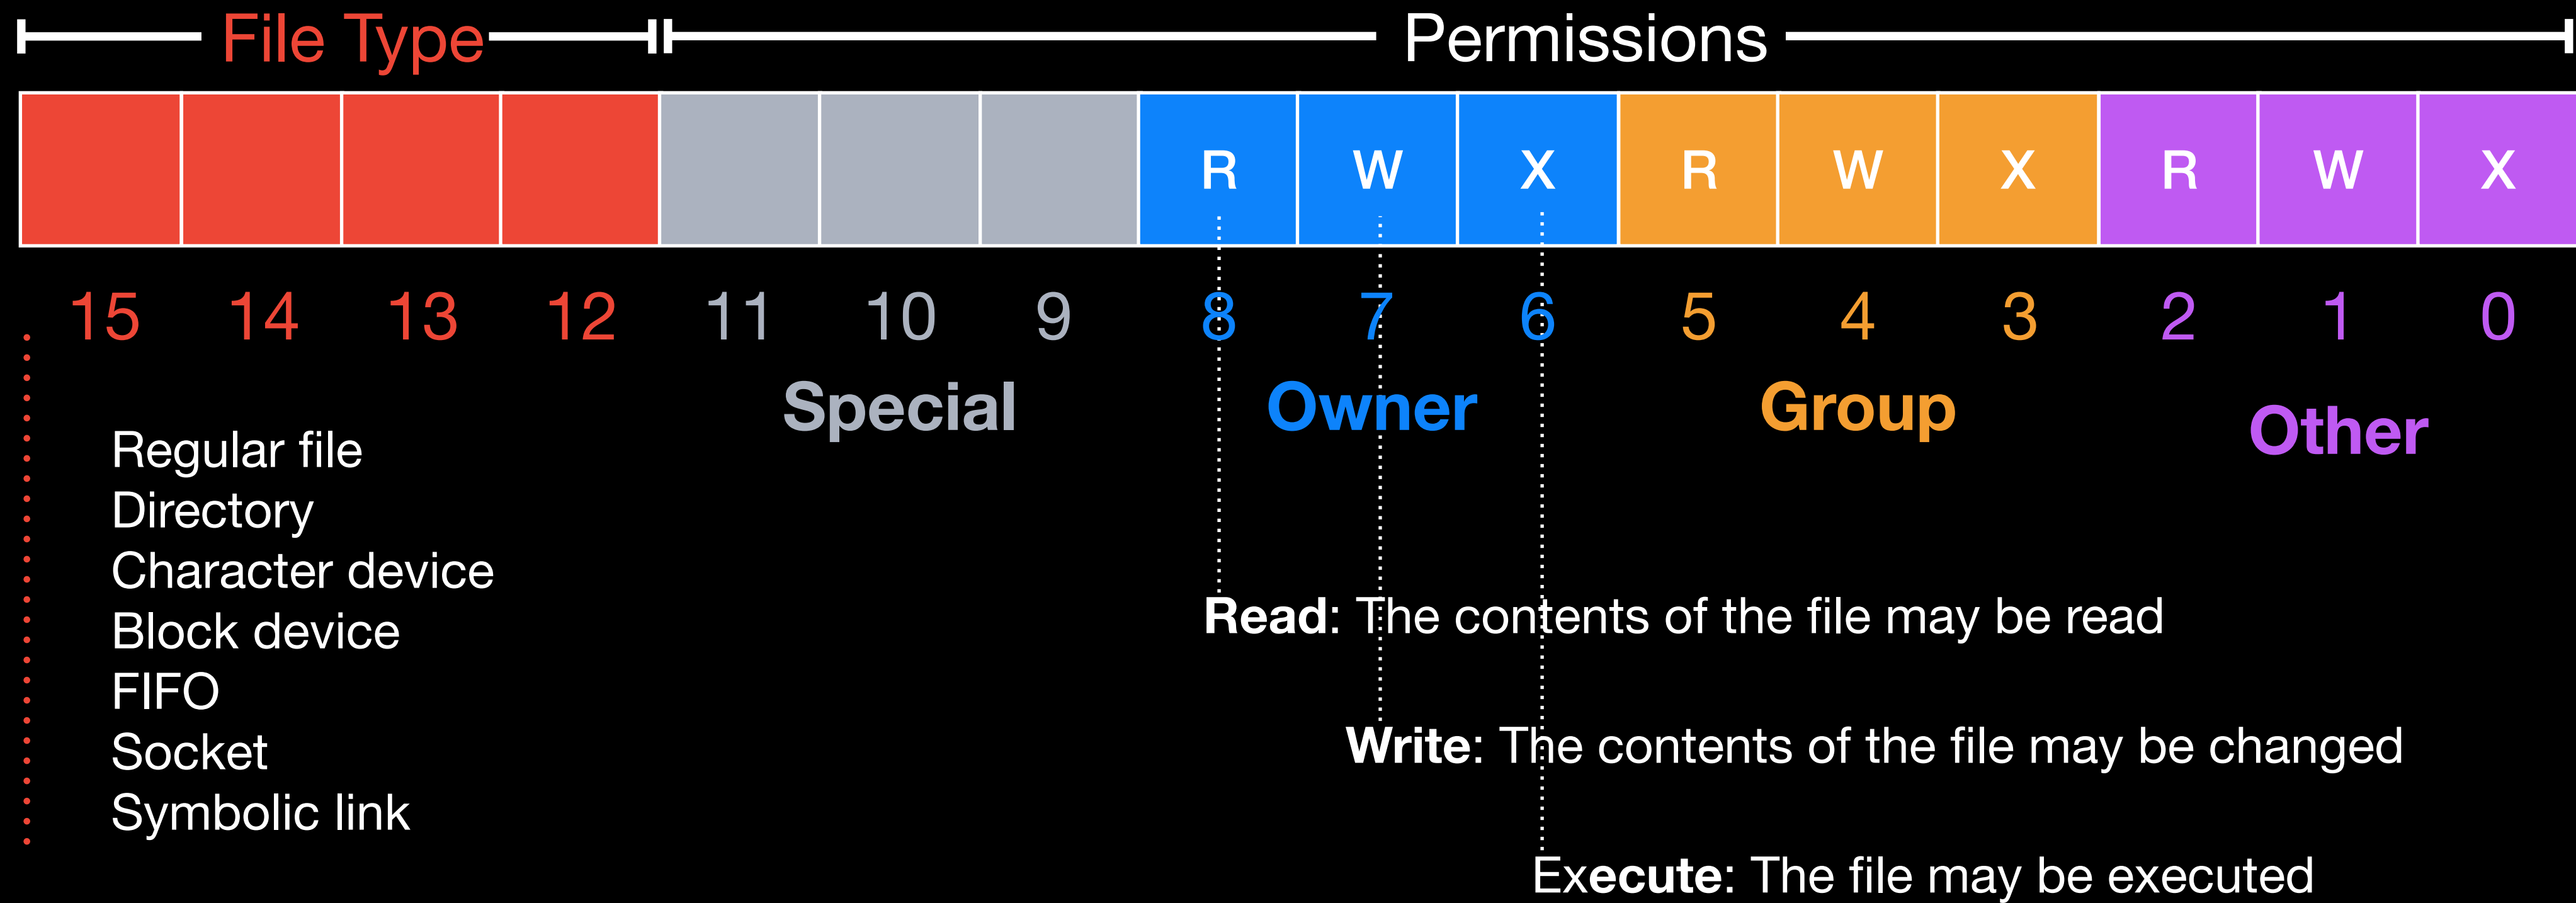 File Type Permissions
R W X R W X R W X
15 14 13 12 11 10 9 8 7 6 5 4 3 2 1 0
Special Owner Group Other
Regular file
Directory
Character device
Block device
FIFO
Socket
Symbolic link
Read: The contents of the file may be read
Write: The contents of the file may be changed
Execute: The file may be executed